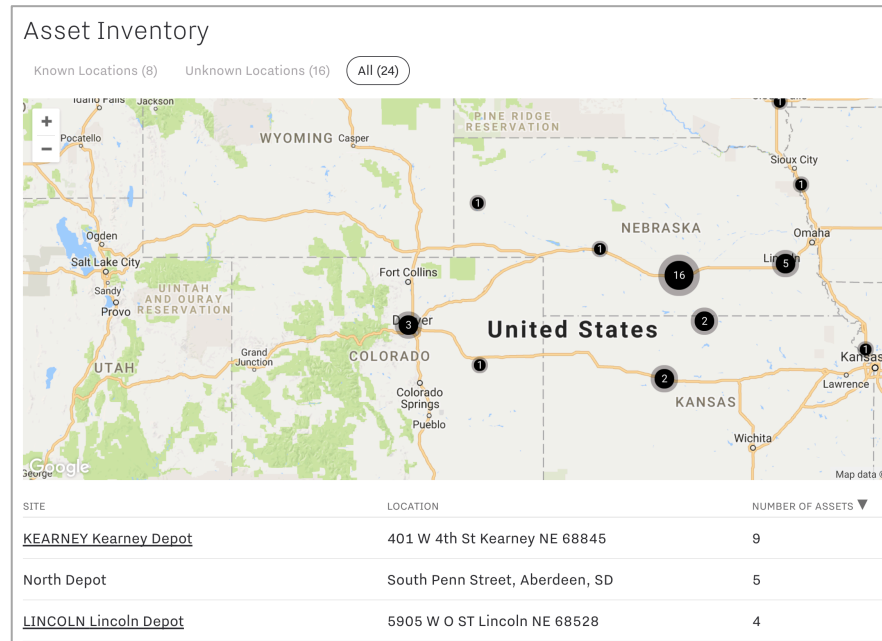 Asset Inventory
Known Locations (8) Unknown Locations (16) All (24)
Idaho Falls Jackson
1
+
PINE RIDGE
RESERVATION
Pocatello
WYOMING Casper
−
Sioux City
1
1
NEBRASKA
Ogden
Omaha
1
Salt Lake City
Lincoln
5
Fort Collins
16
Sandy
UINTAH
AND OURAY
RESERVATION
Provo
Denver
3
2
United States
Grand
Junction
COLORADO
1
Kansas
1
UTAH
2
Lawrence
Colorado
Springs
KANSAS
Pueblo
Wichita
Google
George
Map data ©
SITE LOCATION NUMBER OF ASSETS ▼
KEARNEY Kearney Depot 401 W 4th St Kearney NE 68845 9
North Depot South Penn Street, Aberdeen, SD 5
LINCOLN Lincoln Depot 5905 W O ST Lincoln NE 68528 4